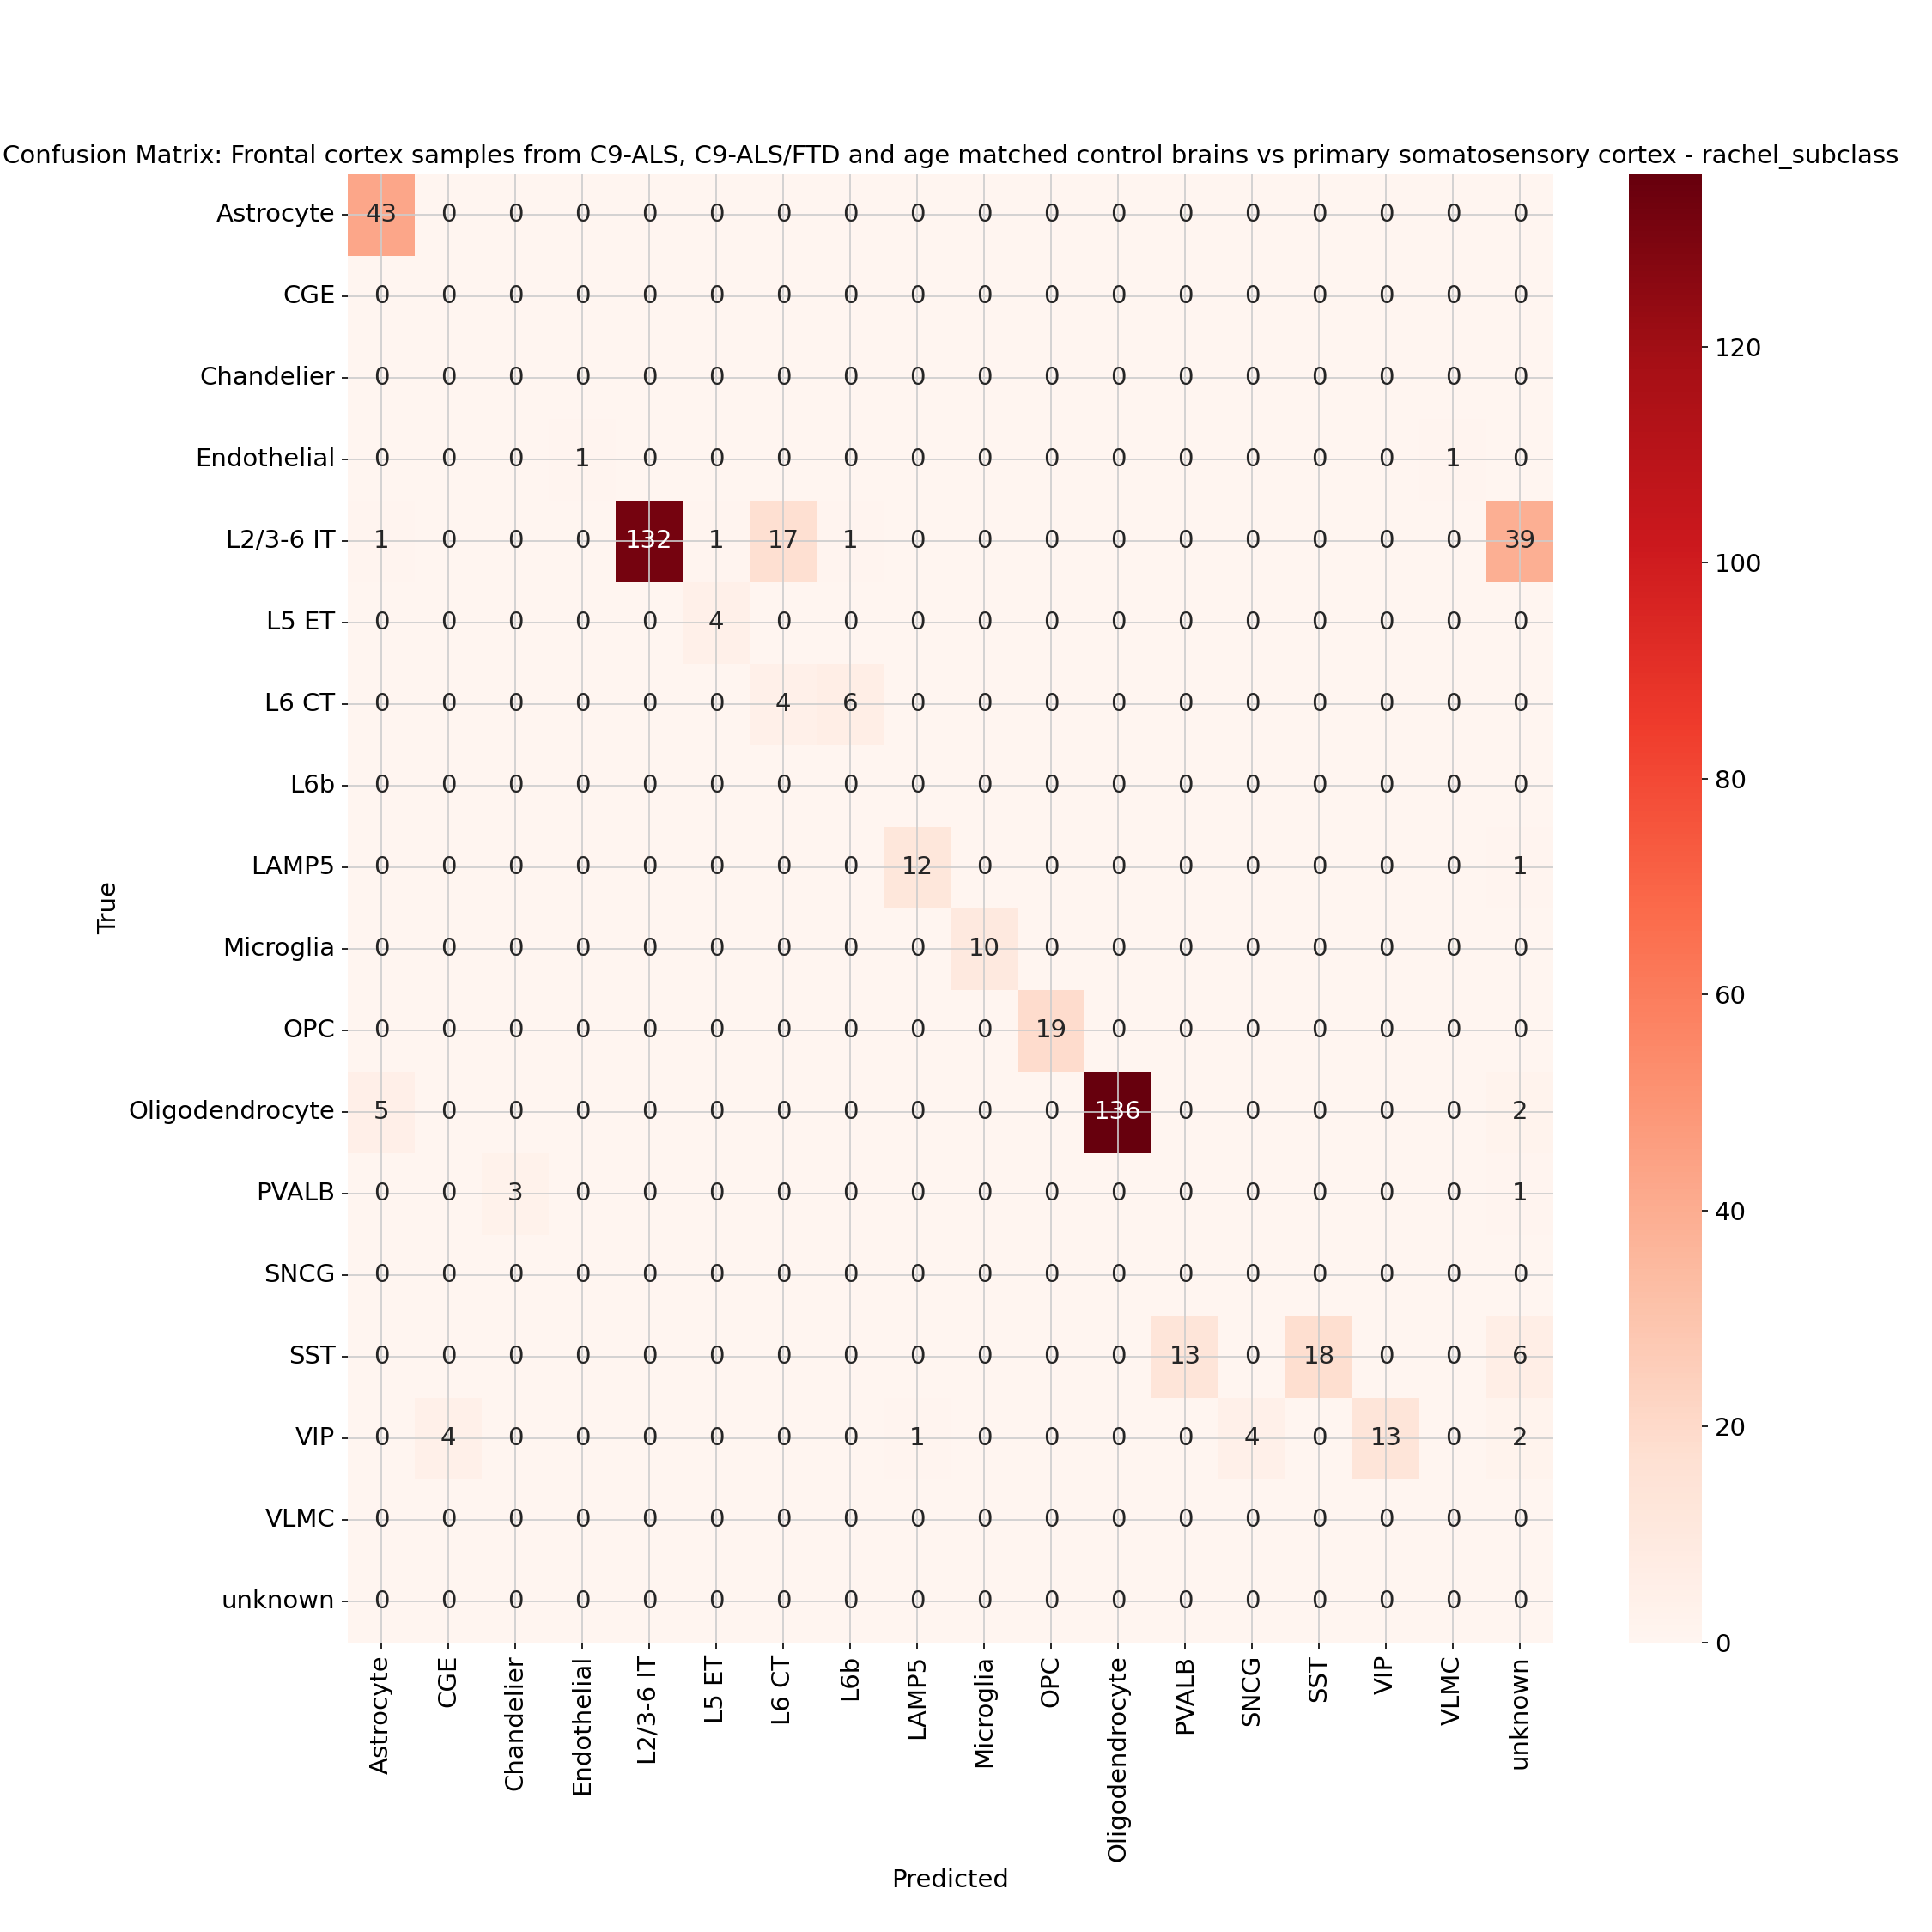 Confusion Matrix: Frontal cortex samples from C9-ALS, C9-ALS/FTD and age matched control brains vs primary somatosensory cortex - rachel_subclass
Astrocyte 43 0 0 0 0 0 0 0 0 0 0 0 0 0 0 0 0 0
CGE 0 0 0 0 0 0 0 0 0 0 0 0 0 0 0 0 0 0
Chandelier 0 0 0 0 0 0 0 0 0 0 0 0 0 0 0 0 0 0
Endothelial 0 0 0 1 0 0 0 0 0 0 0 0 0 0 0 0 1 0
L2/3-6 IT 1 0 0 0 132 1 17 1 0 0 0 0 0 0 0 0 0 39
L5 ET 0 0 0 0 0 4 0 0 0 0 0 0 0 0 0 0 0 0
L6 CT 0 0 0 0 0 0 4 6 0 0 0 0 0 0 0 0 0 0
L6b 0 0 0 0 0 0 0 0 0 0 0 0 0 0 0 0 0 0
LAMP5 0 0 0 0 0 0 0 0 12 0 0 0 0 0 0 0 0 1
Microglia 0 0 0 0 0 0 0 0 0 10 0 0 0 0 0 0 0 0
OPC 0 0 0 0 0 0 0 0 0 0 19 0 0 0 0 0 0 0
Oligodendrocyte 5 0 0 0 0 0 0 0 0 0 0 136 0 0 0 0 0 2
PVALB 0 0 3 0 0 0 0 0 0 0 0 0 0 0 0 0 0 1
SNCG 0 0 0 0 0 0 0 0 0 0 0 0 0 0 0 0 0 0
SST 0 0 0 0 0 0 0 0 0 0 0 0 13 0 18 0 0 6
VIP 0 4 0 0 0 0 0 0 1 0 0 0 0 4 0 13 0 2
VLMC 0 0 0 0 0 0 0 0 0 0 0 0 0 0 0 0 0 0
unknown 0 0 0 0 0 0 0 0 0 0 0 0 0 0 0 0 0 0
True
Astrocyte CGE Chandelier Endothelial L2/3-6 IT L5 ET L6 CT L6b LAMP5 Microglia OPC Oligodendrocyte PVALB SNCG SST VIP VLMC unknown
Predicted
120
100
80
60
40
20
0